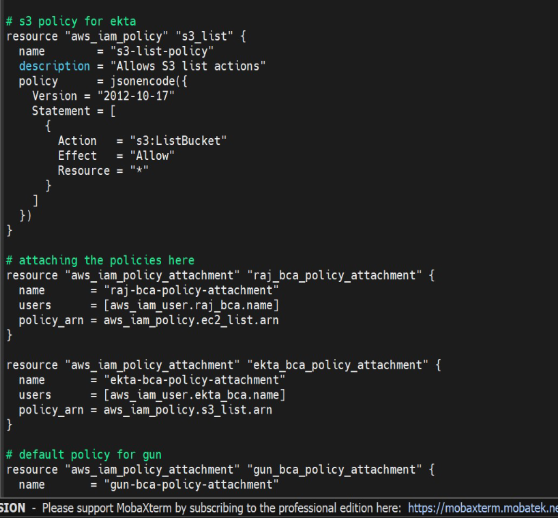 # s3 policy for ekta
resource "aws_iam_policy" "s3_list" {
  name        = "s3-list-policy"
  description = "Allows S3 list actions"
  policy      = jsonencode({
    Version = "2012-10-17"
    Statement = [
      {
        Action   = "s3:ListBucket"
        Effect   = "Allow"
        Resource = "*"
      }
    ]
  })
}

# attaching the policies here
resource "aws_iam_policy_attachment" "raj_bca_policy_attachment" {
  name       = "raj-bca-policy-attachment"
  users      = [aws_iam_user.raj_bca.name]
  policy_arn = aws_iam_policy.ec2_list.arn
}

resource "aws_iam_policy_attachment" "ekta_bca_policy_attachment" {
  name       = "ekta-bca-policy-attachment"
  users      = [aws_iam_user.ekta_bca.name]
  policy_arn = aws_iam_policy.s3_list.arn
}

# default policy for gun
resource "aws_iam_policy_attachment" "gun_bca_policy_attachment" {
  name       = "gun-bca-policy-attachment"
SION - Please support MobaXterm by subscribing to the professional edition here: https://mobaxterm.mobatek.ne